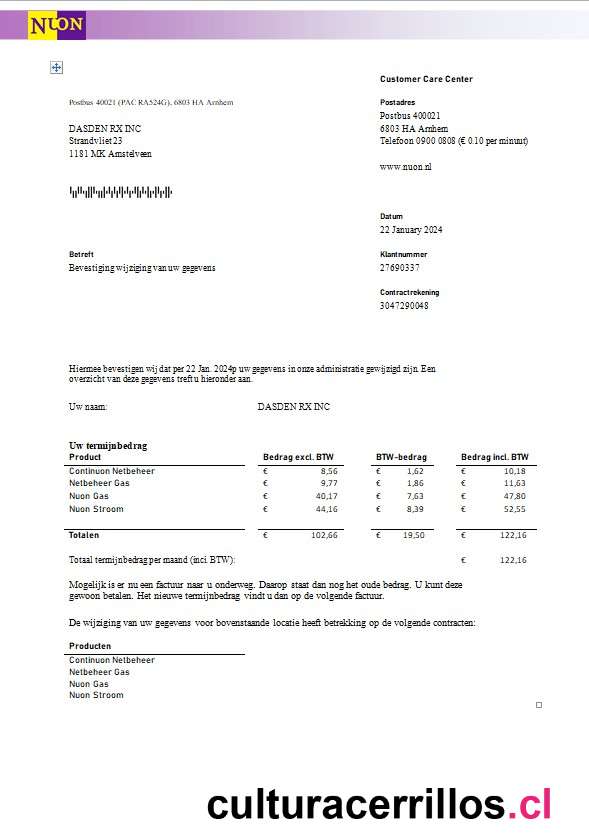 NUON
Customer Care Center
Postbus 40021 (PAC RA524G), 6803 HA Arnhem
Postadres
Postbus 400021
DASDEN RX INC
6803 HA Arnhem
Strandvliet 23
Telefoon 0900 0808 (€ 0.10 per minuut)
1181 MK Amstelveen
www.nuon.nl
Datum
22 January 2024
Betreft
Klantnummer
Bevestiging wijziging van uw gegevens
27690337
Contractrekening
3047290048
Hiermee bevestigen wij dat per 22 Jan. 2024p uw gegevens in onze administratie gewijzigd zijn. Een
overzicht van deze gegevens treft u hieronder aan.
Uw naam: DASDEN RX INC
Uw termijnbedrag
Product Bedrag excl. BTW BTW-bedrag Bedrag incl. BTW
Continuon Netbeheer € 8,56 € 1,62 € 10,18
Netbeheer Gas € 9,77 € 1,86 € 11,63
Nuon Gas € 40,17 € 7,63 € 47,80
Nuon Stroom € 44,16 € 8,39 € 52,55
Totalen € 102,66 € 19,50 € 122,16
Totaal termijnbedrag per maand (inci. BTW): € 122,16
Mogelijk is er nu een factuur naar u onderweg. Daarop staat dan nog het oude bedrag. U kunt deze
gewoon betalen. Het nieuwe termijnbedrag vindt u dan op de volgende factuur.
De wijziging van uw gegevens voor bovenstaande locatie heeft betrekking op de volgende contracten:
Producten
Continuon Netbeheer
Netbeheer Gas
Nuon Gas
Nuon Stroom
culturacerrillos.cl